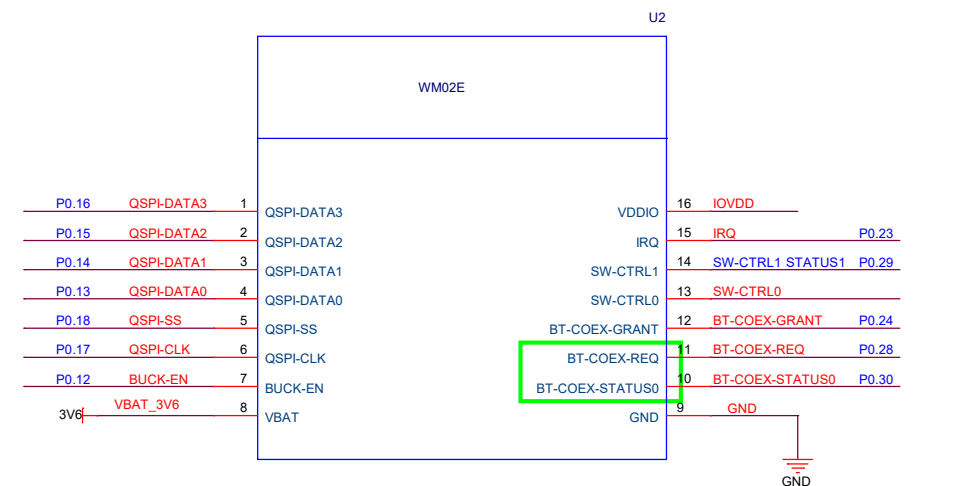 U2
WM02E
P0.16 QSPI-DATA3 1 QSPI-DATA3 VDDIO 16 IOVDD
P0.15 QSPI-DATA2 2 QSPI-DATA2 IRQ 15 IRQ P0.23
P0.14 QSPI-DATA1 3 QSPI-DATA1 SW-CTRL1 14 SW-CTRL1 STATUS1 P0.29
P0.13 QSPI-DATA0 4 QSPI-DATA0 SW-CTRL0 13 SW-CTRL0
P0.18 QSPI-SS 5 QSPI-SS BT-COEX-GRANT 12 BT-COEX-GRANT P0.24
P0.17 QSPI-CLK 6 QSPI-CLK BT-COEX-REQ 11 BT-COEX-REQ P0.28
P0.12 BUCK-EN 7 BUCK-EN BT-COEX-STATUS0 10 BT-COEX-STATUS0 P0.30
3V6 VBAT_3V6 8 VBAT GND 9 GND
GND